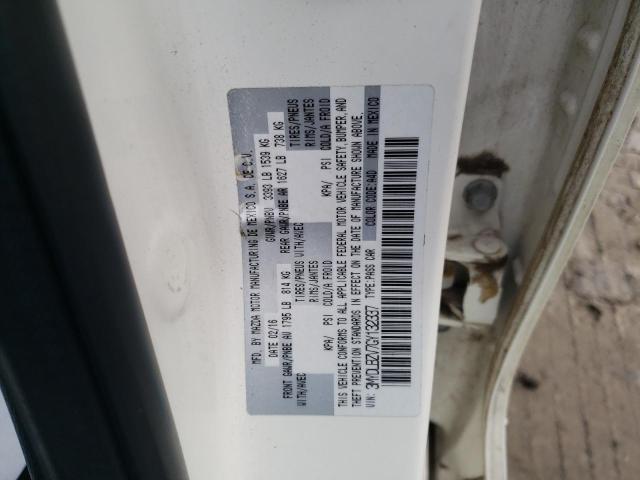 MFD. BY MAZDA MOTOR MANUFACTURING DE MEXICO S.A. DE C.V.
DATE 02/16 GVWR/PNBV 3393 LB 1539 KG
FRONT GAWR/PNBE AV 1795 LB 814 KG REAR GAWR/PNBE AR 1627 LB 738 KG
WITH/AVEC TIRES/PNEUS WITH/AVEC TIRES/PNEUS
RIMS/JANTES RIMS/JANTES
KPA/ PSI COLD/A FROID KPA/ PSI COLD/A FROID
THIS VEHICLE CONFORMS TO ALL APPLICABLE FEDERAL MOTOR VEHICLE SAFETY, BUMPER, AND
THEFT PREVENTION STANDARDS IN EFFECT ON THE DATE OF MANUFACTURE SHOWN ABOVE.
VIN: 3MYDLBZV7GY132337 TYPE:PASS CAR COLOR CODE:A4D MADE IN MEXICO